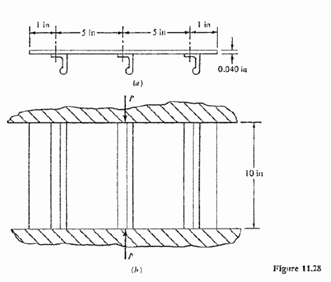 1 in
5 in
5 in
1 in
0.040 in
(a)
P
10 in
P
(b)
Figure 11.28